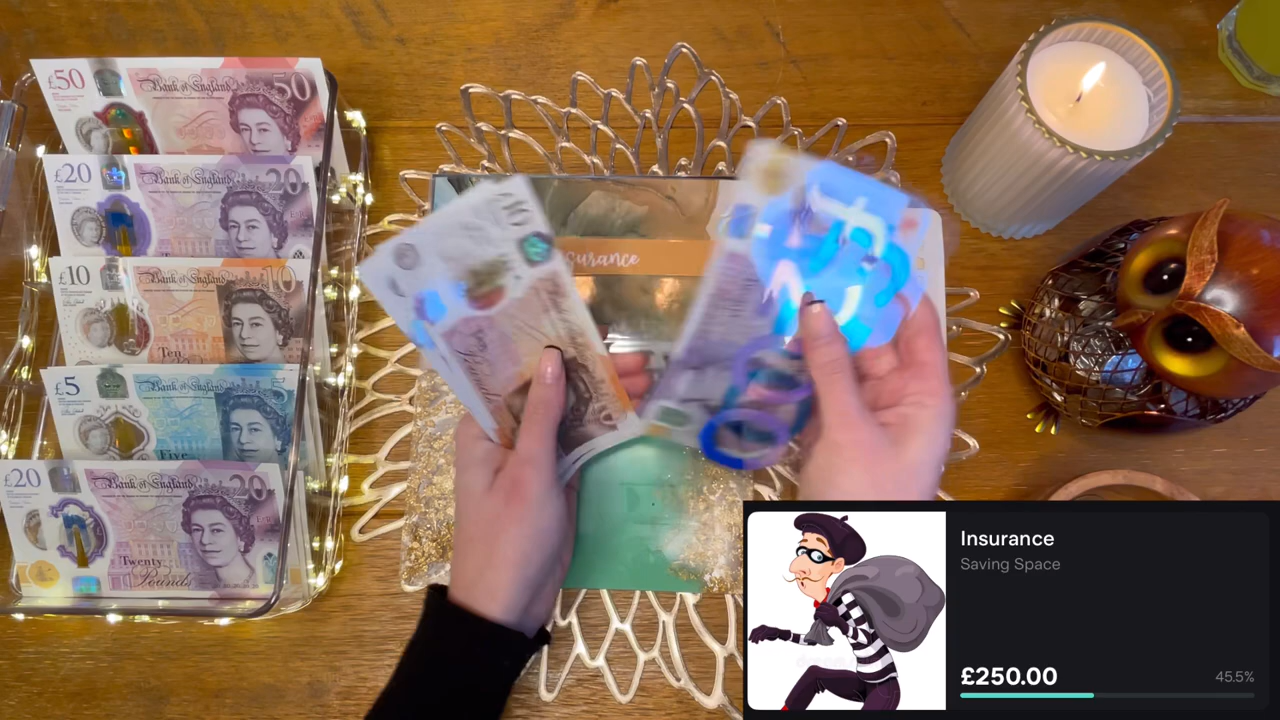 £50
Bank of England
50
£20
Bank of England
20
£10
Bank of England
10
Ten
£5
Bank of England
5
Five
£20
Bank of England
20
Twenty
Pounds
surance
Insurance
Saving Space
£250.00
45.5%